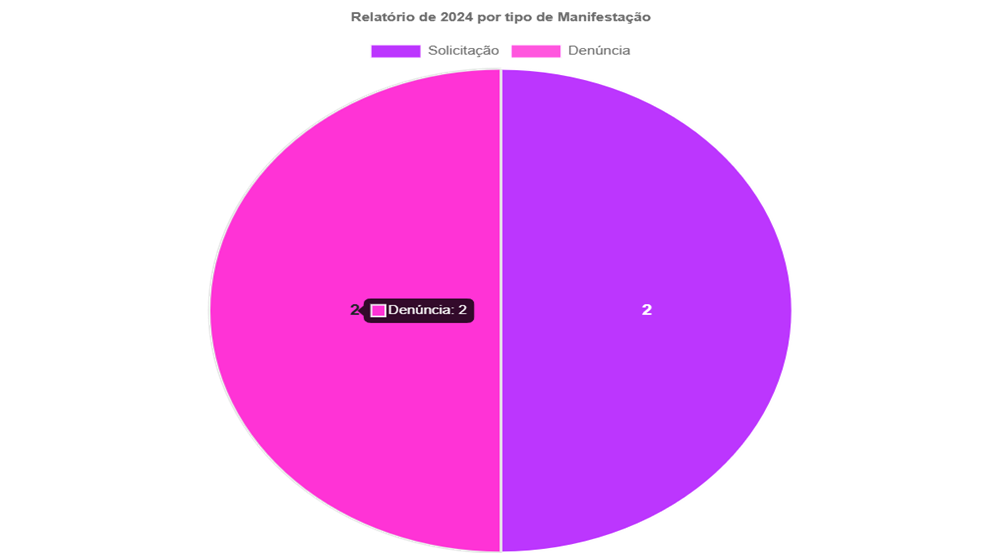 Relatório de 2024 por tipo de Manifestação
Solicitação Denúncia
2 Denúncia: 2 2